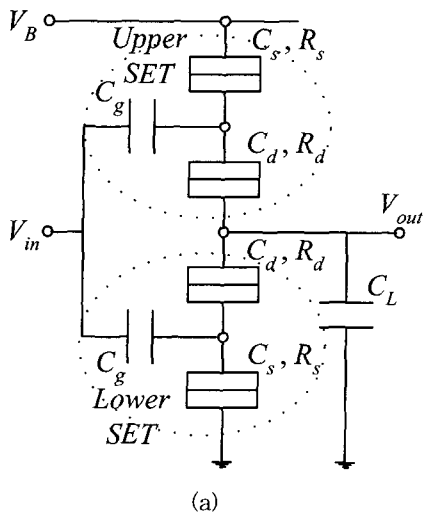 V_B
Upper
SET
C_s, R_s
C_g
C_d, R_d
V_in
V_out
C_d, R_d
C_L
C_g
C_s, R_s
Lower
SET
(a)